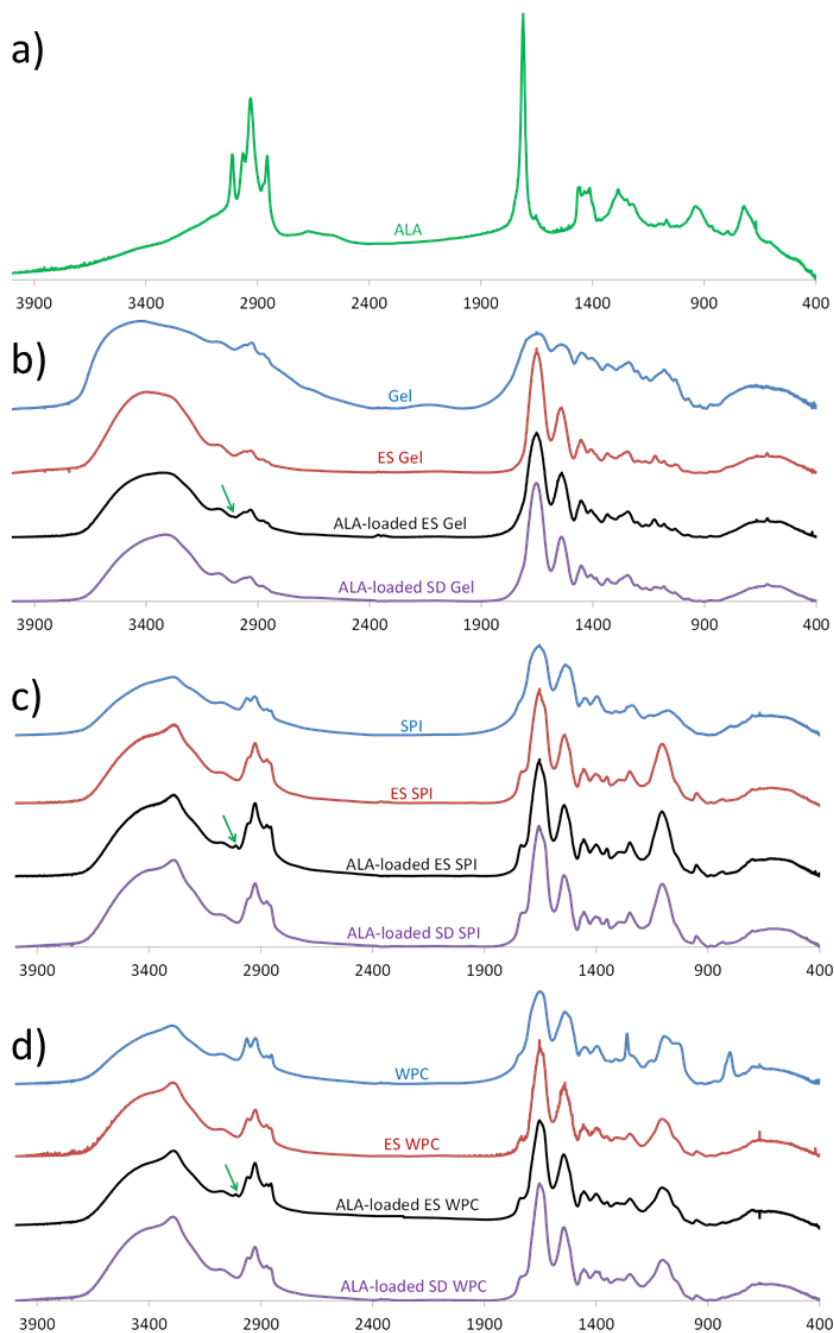 a)
ALA
3900 3400 2900 2400 1900 1400 900 400
b)
Gel
ES Gel
ALA-loaded ES Gel
ALA-loaded SD Gel
3900 3400 2900 2400 1900 1400 900 400
c)
SPI
ES SPI
ALA-loaded ES SPI
ALA-loaded SD SPI
3900 3400 2900 2400 1900 1400 900 400
d)
WPC
ES WPC
ALA-loaded ES WPC
ALA-loaded SD WPC
3900 3400 2900 2400 1900 1400 900 400